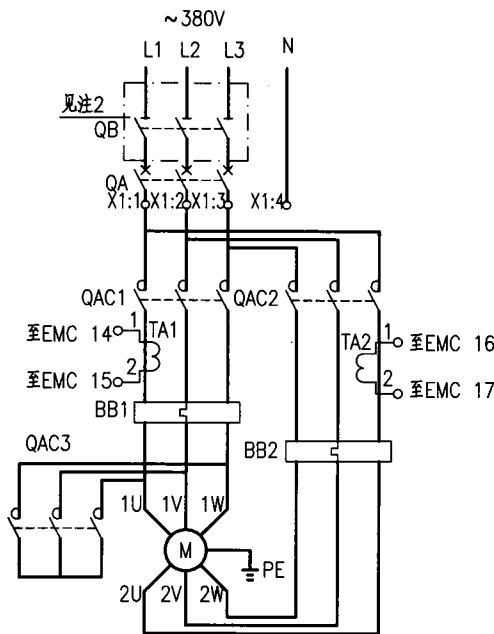 ~380V
L1 L2 L3 N
见注2
QB
QA
X1:1 X1:2 X1:3 X1:4
QAC1 QAC2
至EMC 14 1 TA1
至EMC 15 2
TA2 1 至EMC 16
2 至EMC 17
BB1
BB2
QAC3
1U 1V 1W
M
PE
2U 2V 2W